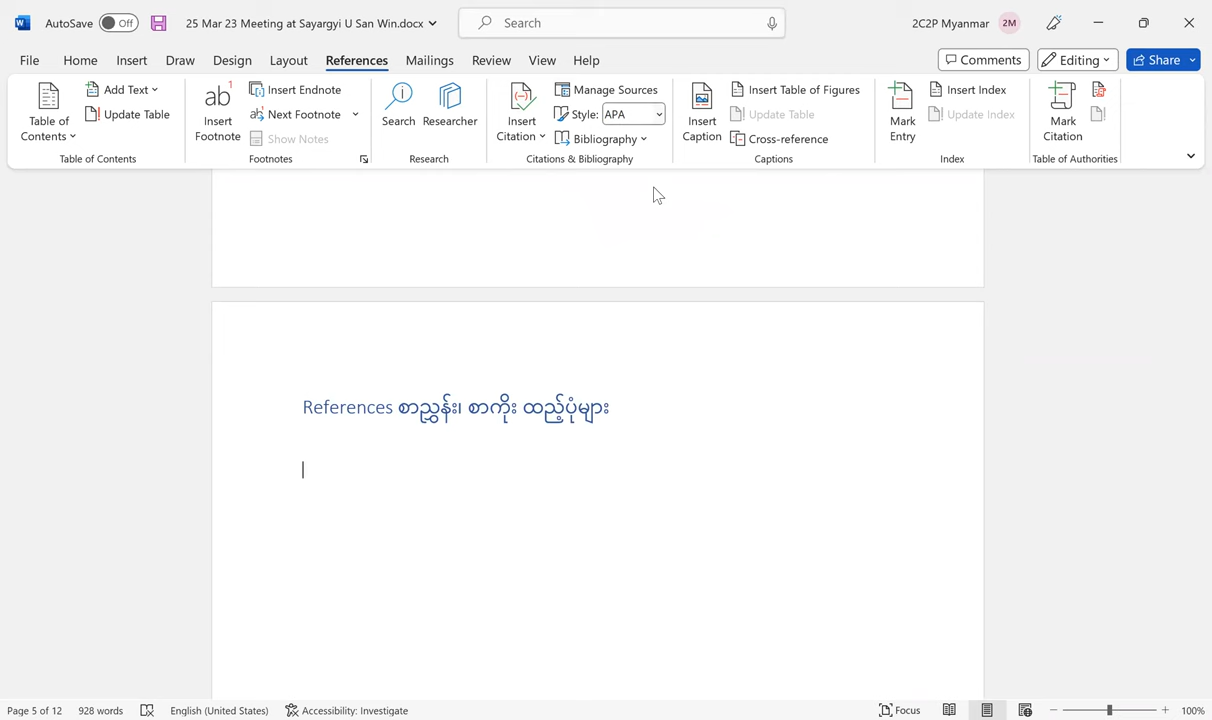 AutoSave Off 25 Mar 23 Meeting at Sayargyi U San Win.docx Search 2C2P Myanmar 2M
File Home Insert Draw Design Layout References Mailings Review View Help Comments Editing Share
Table of Contents
Add Text
Update Table
Table of Contents
ab 1
Insert Footnote
Insert Endnote
Next Footnote
Show Notes
Footnotes
Search
Researcher
Research
Insert Citation
Manage Sources
Style: APA
Bibliography
Citations & Bibliography
Insert Caption
Insert Table of Figures
Update Table
Cross-reference
Captions
Mark Entry
Insert Index
Update Index
Index
Mark Citation
Table of Authorities
References စာညွှန်း၊ စာကိုး ထည့်ပုံများ
Page 5 of 12 928 words English (United States) Accessibility: Investigate Focus 100%